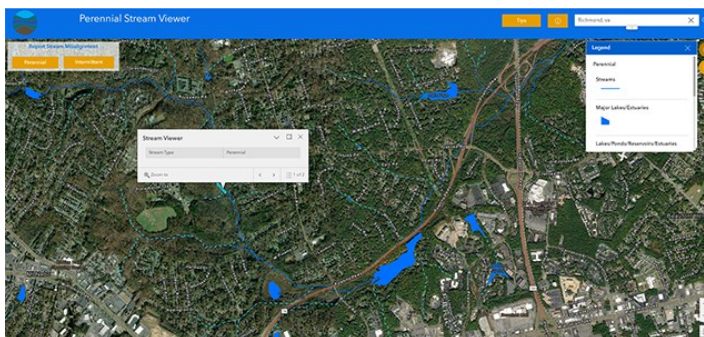 Perennial Stream Viewer
Tips
Richmond, va
Report Stream Misalignment
Perennial
Intermittent
Legend
Perennial
Streams
Major Lakes/Estuaries
Lakes/Ponds/Reservoirs/Estuaries
Stream Viewer
Stream Type
Perennial
Zoom to
1 of 2